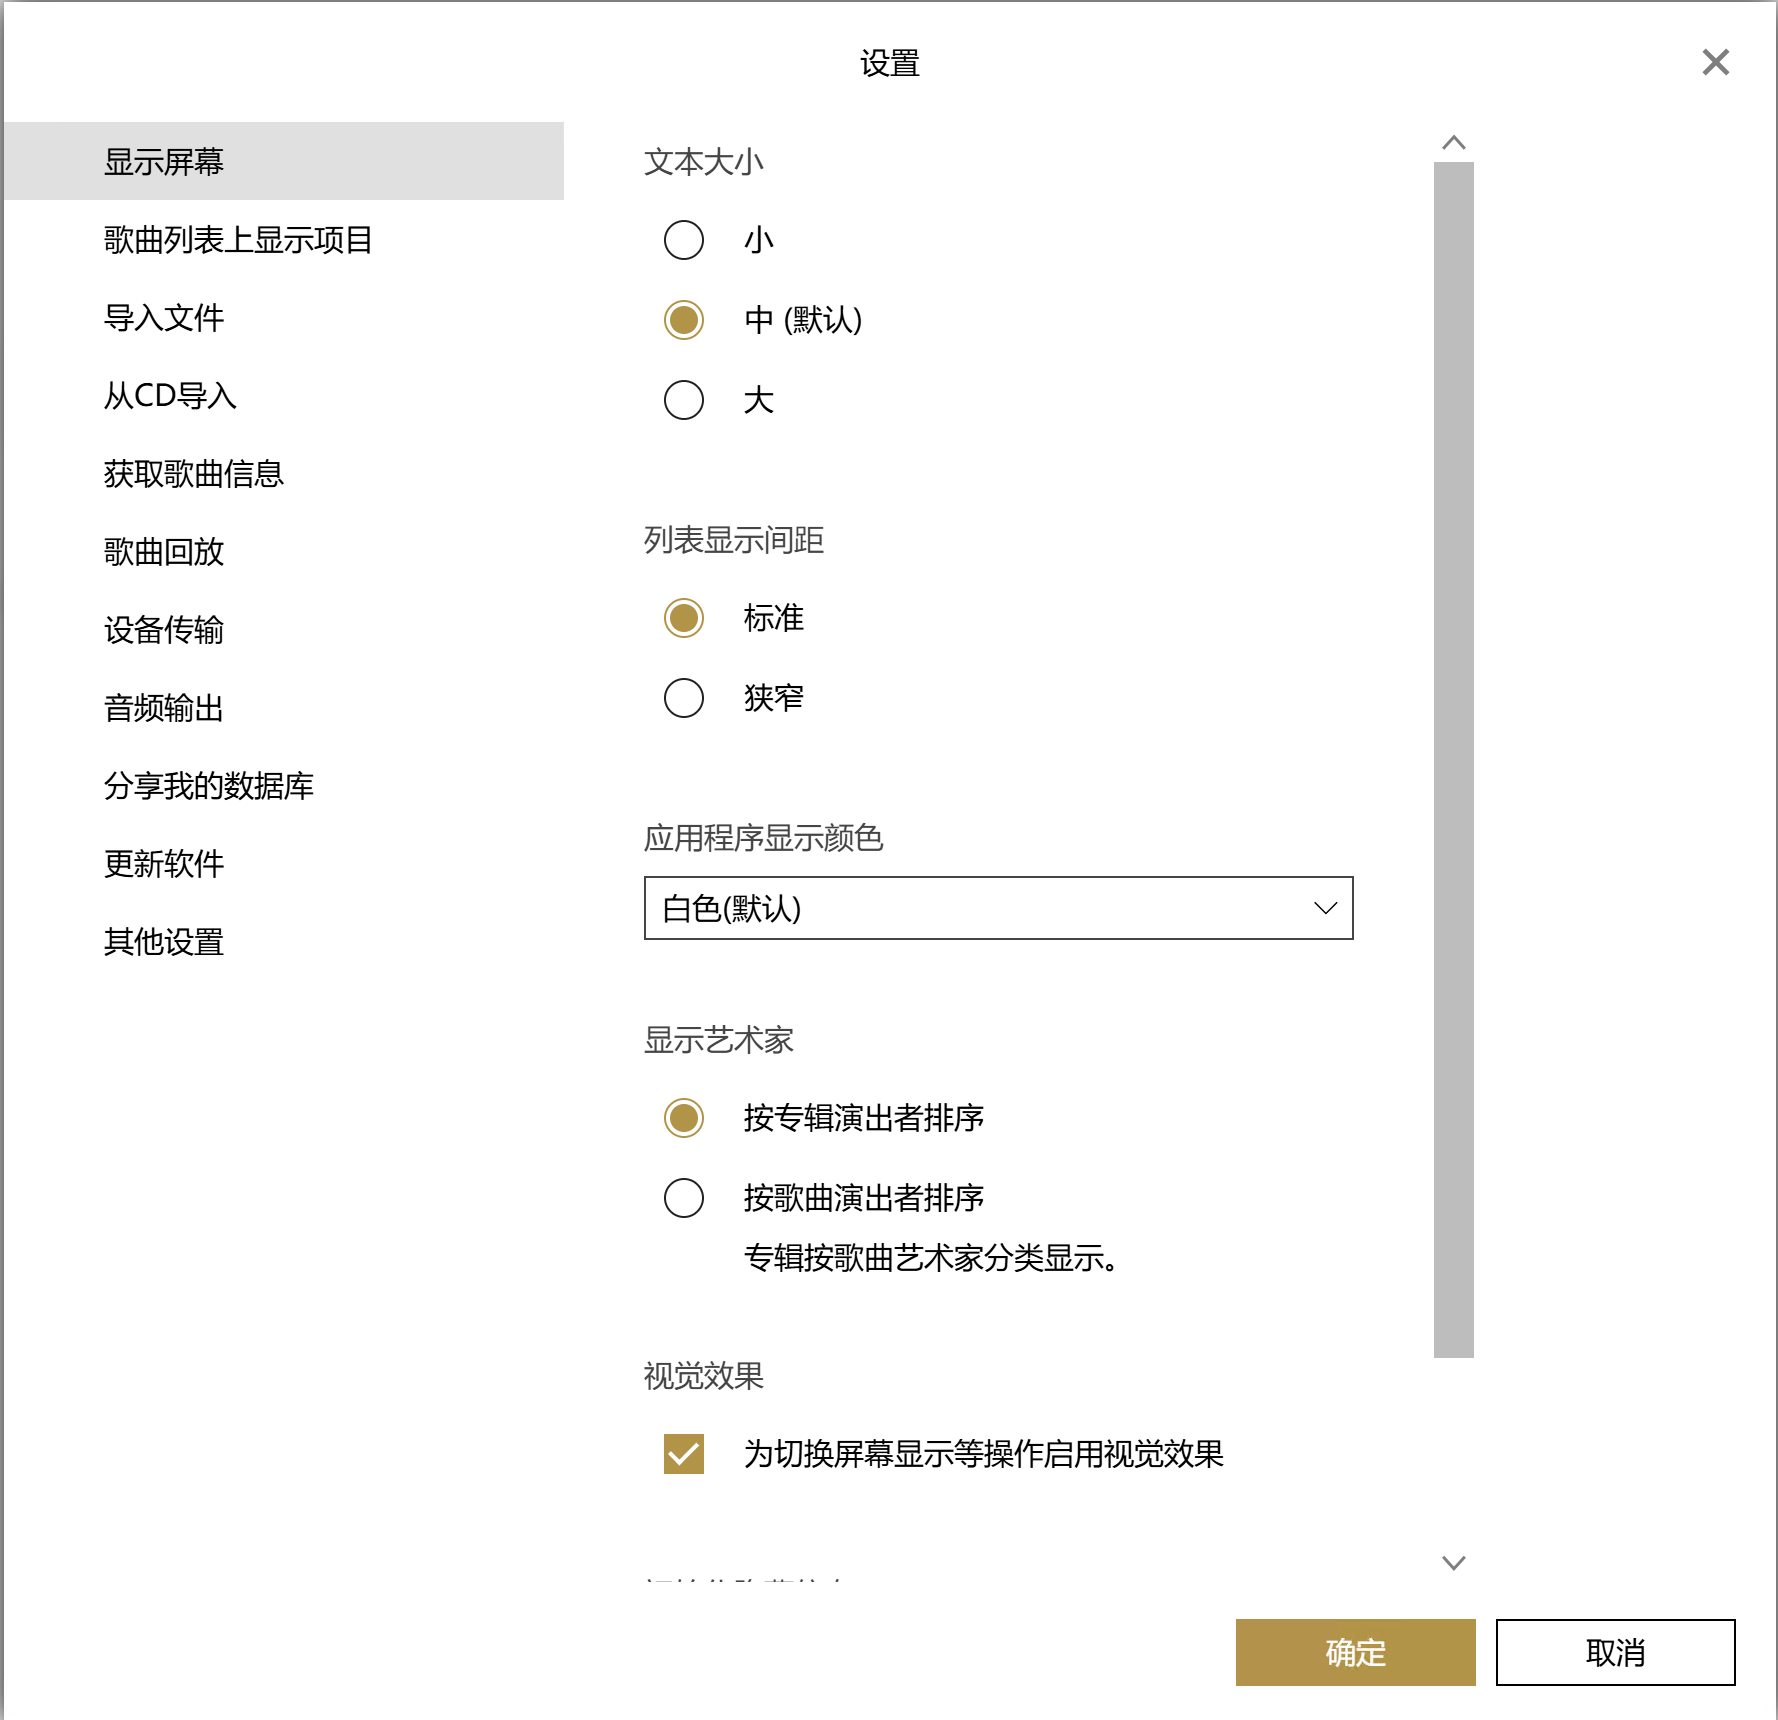 设置
显示屏幕
歌曲列表上显示项目
导入文件
从CD导入
获取歌曲信息
歌曲回放
设备传输
音频输出
分享我的数据库
更新软件
其他设置
文本大小
小
中 (默认)
大
列表显示间距
标准
狭窄
应用程序显示颜色
白色(默认)
显示艺术家
按专辑演出者排序
按歌曲演出者排序
专辑按歌曲艺术家分类显示。
视觉效果
为切换屏幕显示等操作启用视觉效果
确定
取消